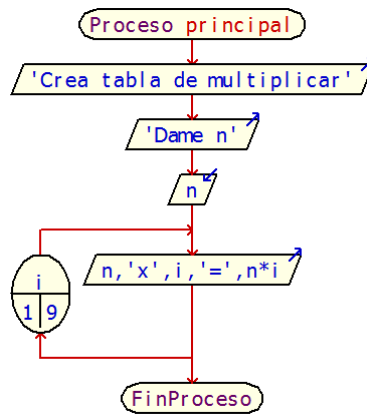 Proceso principal
'Crea tabla de multiplicar'
'Dame n'
n
n,'x',i,'=',n*i
i
1 9
FinProceso